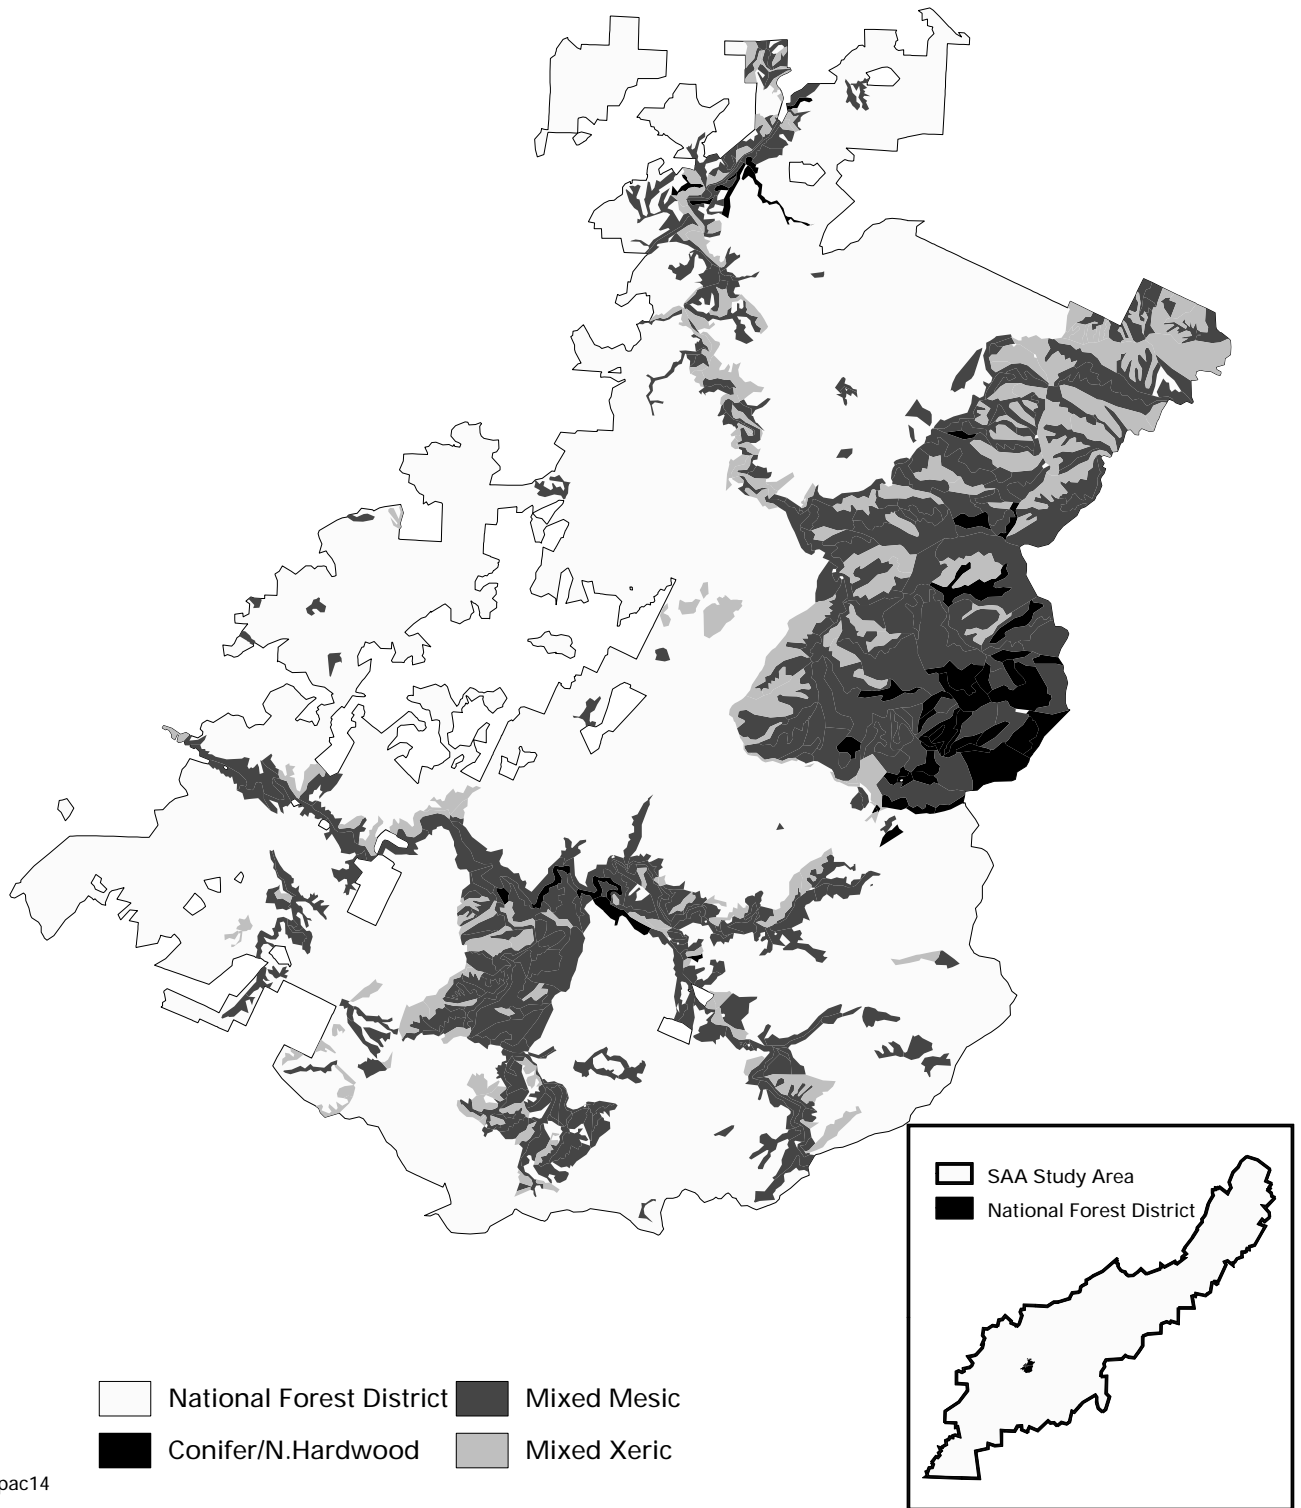 SAA Study Area
National Forest District
National Forest District
Mixed Mesic
Conifer/N.Hardwood
Mixed Xeric
pac14